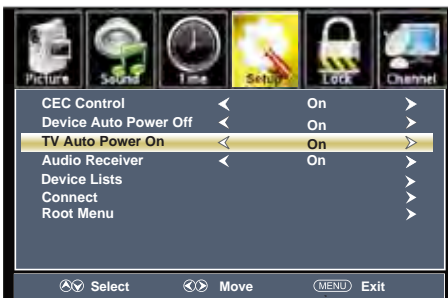 Picture Sound Time Setup Lock Channel
CEC Control On
Device Auto Power Off On
TV Auto Power On On
Audio Receiver On
Device Lists
Connect
Root Menu
Select Move MENU Exit